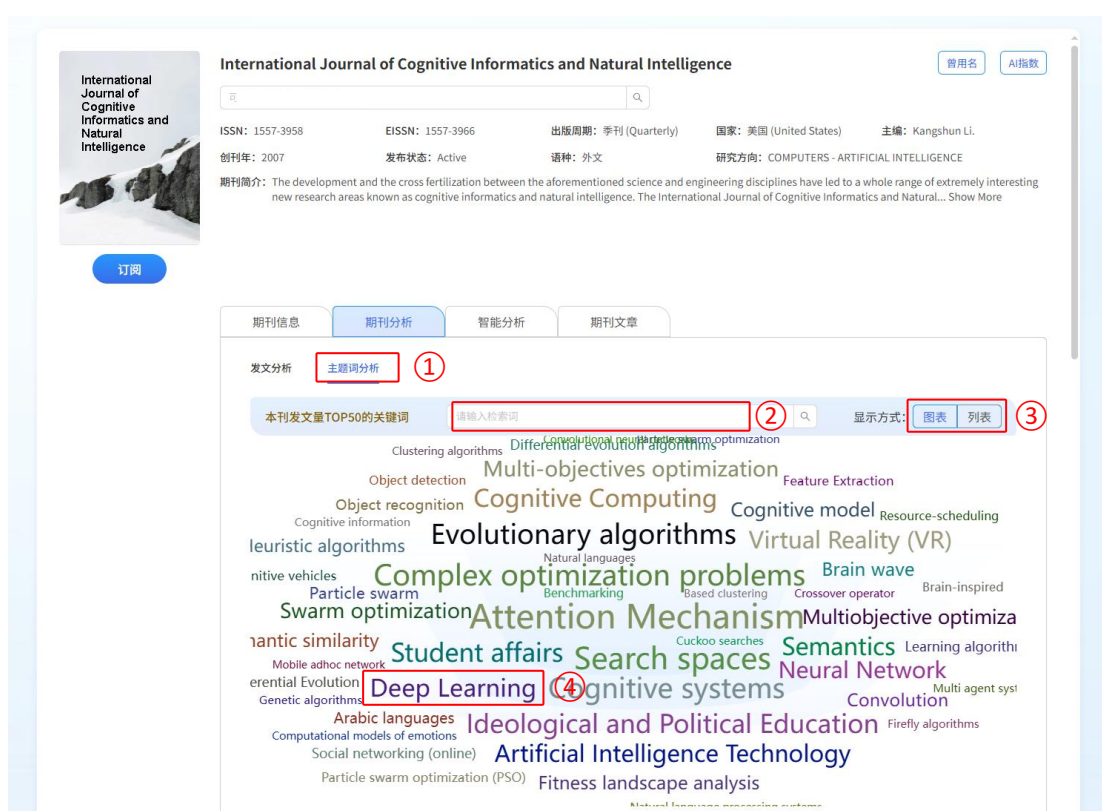 International
Journal of
Cognitive
Informatics and
Natural
Intelligence
订阅
International Journal of Cognitive Informatics and Natural Intelligence
曾用名
AI指数
ISSN: 1557-3958 EISSN: 1557-3966 出版周期: 季刊 (Quarterly) 国家: 美国 (United States) 主编: Kangshun Li.
创刊年: 2007 发布状态: Active 语种: 外文 研究方向: COMPUTERS - ARTIFICIAL INTELLIGENCE
期刊简介: The development and the cross fertilization between the aforementioned science and engineering disciplines have led to a whole range of extremely interesting
new research areas known as cognitive informatics and natural intelligence. The International Journal of Cognitive Informatics and Natural... Show More
期刊信息 期刊分析 智能分析 期刊文章
发文分析 主题词分析 ①
本刊发文量TOP50的关键词 请输入检索词 ② 显示方式: 图表 列表 ③
Convolutional neural
Particle swarm optimization
Differential evolution algorithms
Clustering algorithms
Multi-objectives optimization
Object detection
Feature Extraction
Object recognition
Cognitive Computing
Cognitive model
Resource-scheduling
Cognitive information
Evolutionary algorithms
Virtual Reality (VR)
leuristic algorithms
Natural languages
nitive vehicles
Complex optimization problems
Brain wave
Particle swarm
Benchmarking
Based clustering
Crossover operator
Brain-inspired
Swarm optimization
Attention Mechanism
Multiobjective optimiza
nantic similarity
Student affairs
Cuckoo searches
Semantics
Learning algorithı
Mobile adhoc network
Search spaces
Neural Network
erential Evolution
Deep Learning
④
Cognitive systems
Multi agent syst
Genetic algorithms
Convolution
Arabic languages
Ideological and Political Education
Firefly algorithms
Computational models of emotions
Social networking (online)
Artificial Intelligence Technology
Particle swarm optimization (PSO)
Fitness landscape analysis
Natural language processing systems